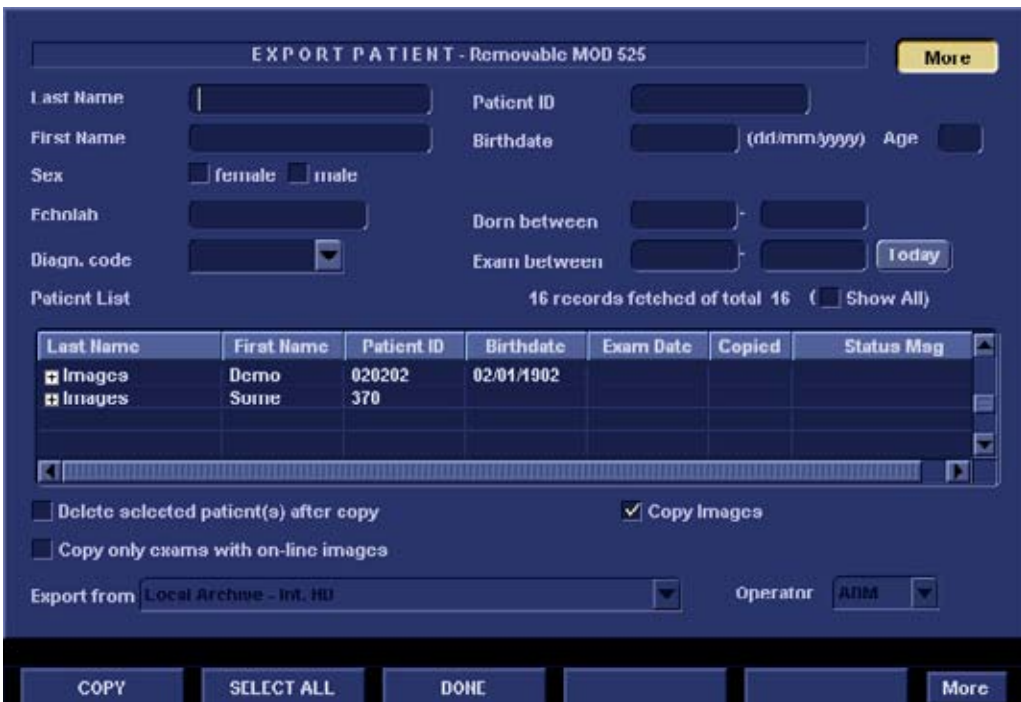 EXPORT PATIENT - Removable MOD 525
More
Last Name Patient ID
First Name Birthdate (dd/mm/yyyy) Age
Sex female male
Echolab Born between -
Diagn. code Exam between - Today
Patient List 16 records fetched of total 16 ( Show All)
Last Name First Name Patient ID Birthdate Exam Date Copied Status Msg
Images Demo 020202 02/01/1902
Images Some 370
Delete selected patient(s) after copy Copy Images
Copy only exams with on-line images
Export from Local Archive - Int. HD Operator ADM
COPY SELECT ALL DONE More